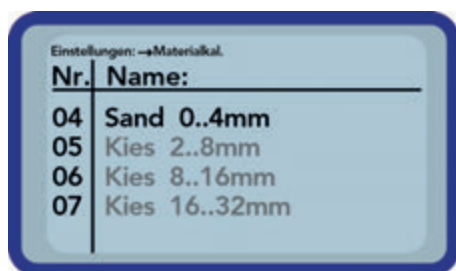 Einstellungen: →Materialkal.
Nr. Name:
04 Sand 0..4mm
05 Kies 2..8mm
06 Kies 8..16mm
07 Kies 16..32mm